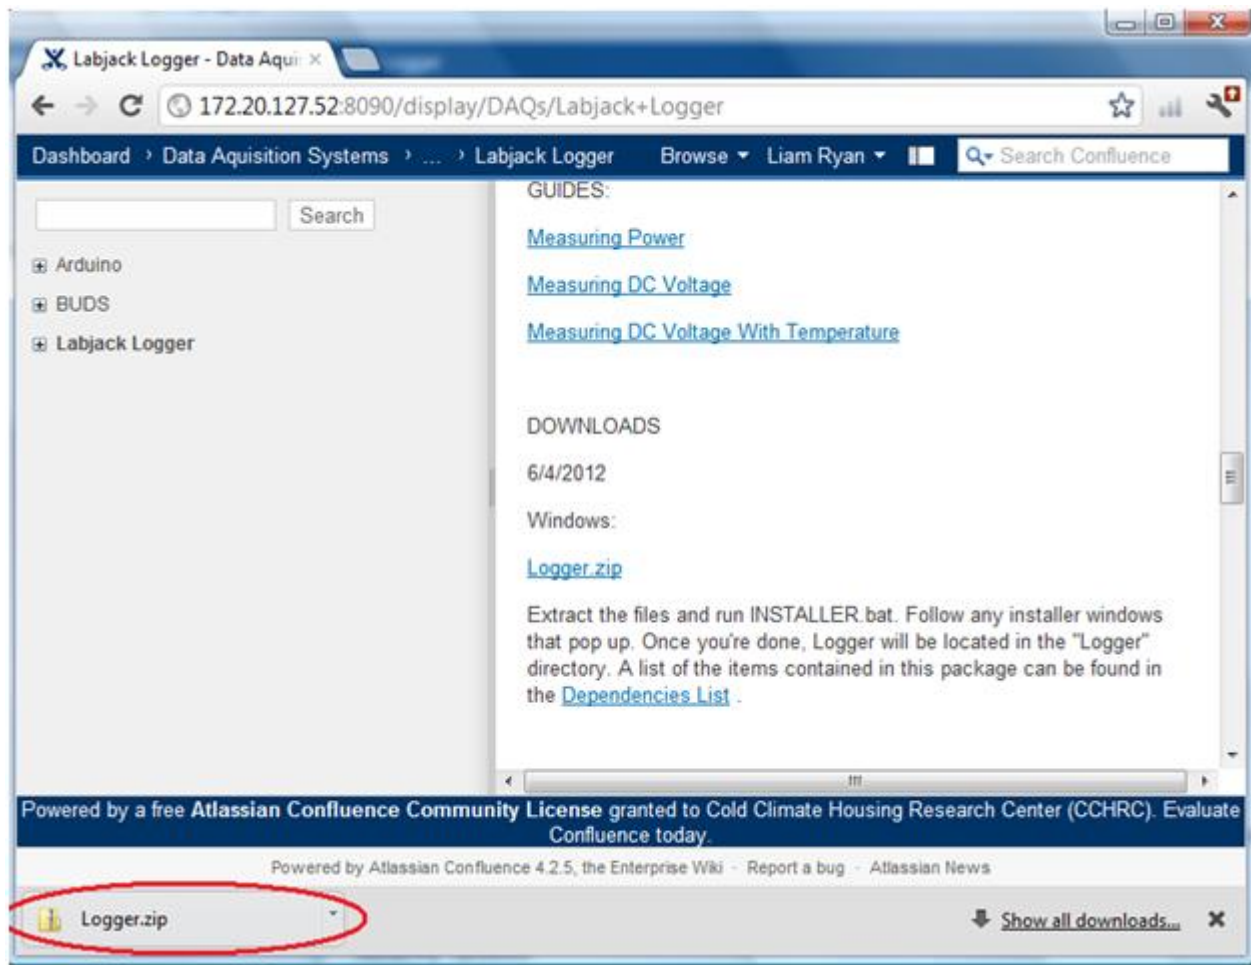 Labjack Logger - Data Aqui
172.20.127.52:8090/display/DAQs/Labjack+Logger
Dashboard > Data Aquisition Systems > ... > Labjack Logger Browse Liam Ryan Search Confluence
Search
Arduino
BUDS
Labjack Logger
GUIDES:
Measuring Power
Measuring DC Voltage
Measuring DC Voltage With Temperature
DOWNLOADS
6/4/2012
Windows:
Logger.zip
Extract the files and run INSTALLER.bat. Follow any installer windows
that pop up. Once you're done, Logger will be located in the "Logger"
directory. A list of the items contained in this package can be found in
the Dependencies List .
Powered by a free Atlassian Confluence Community License granted to Cold Climate Housing Research Center (CCHRC). Evaluate
Confluence today.
Powered by Atlassian Confluence 4.2.5, the Enterprise Wiki - Report a bug - Atlassian News
Logger.zip
Show all downloads...